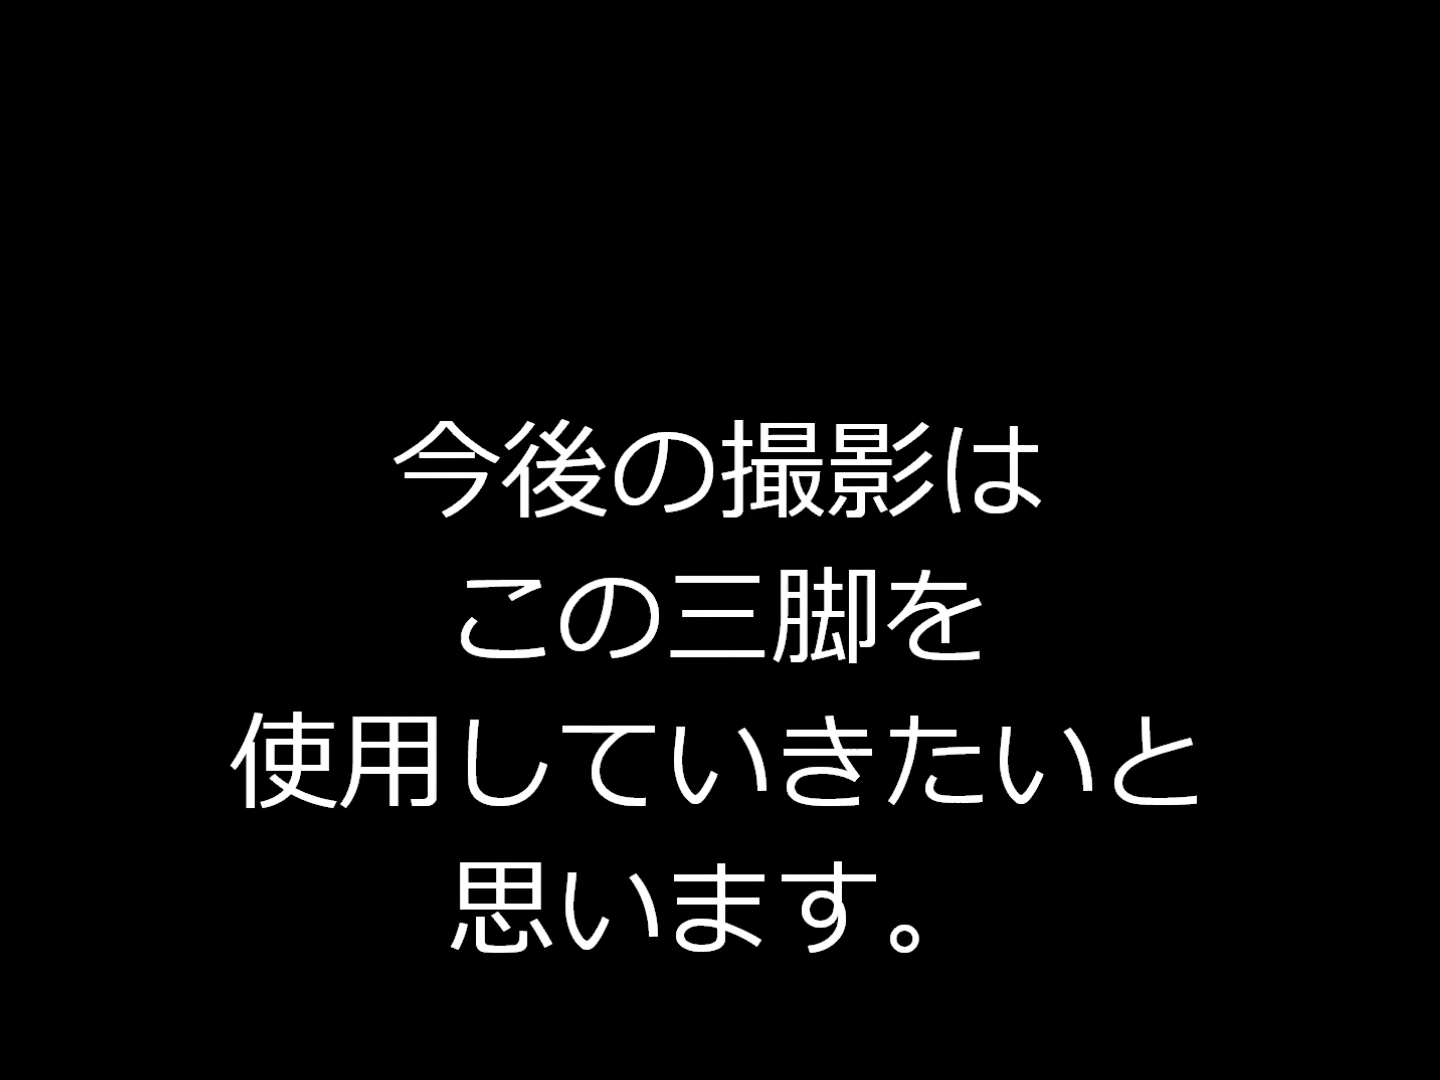 今後の撮影は
この三脚を
使用していきたいと
思います。